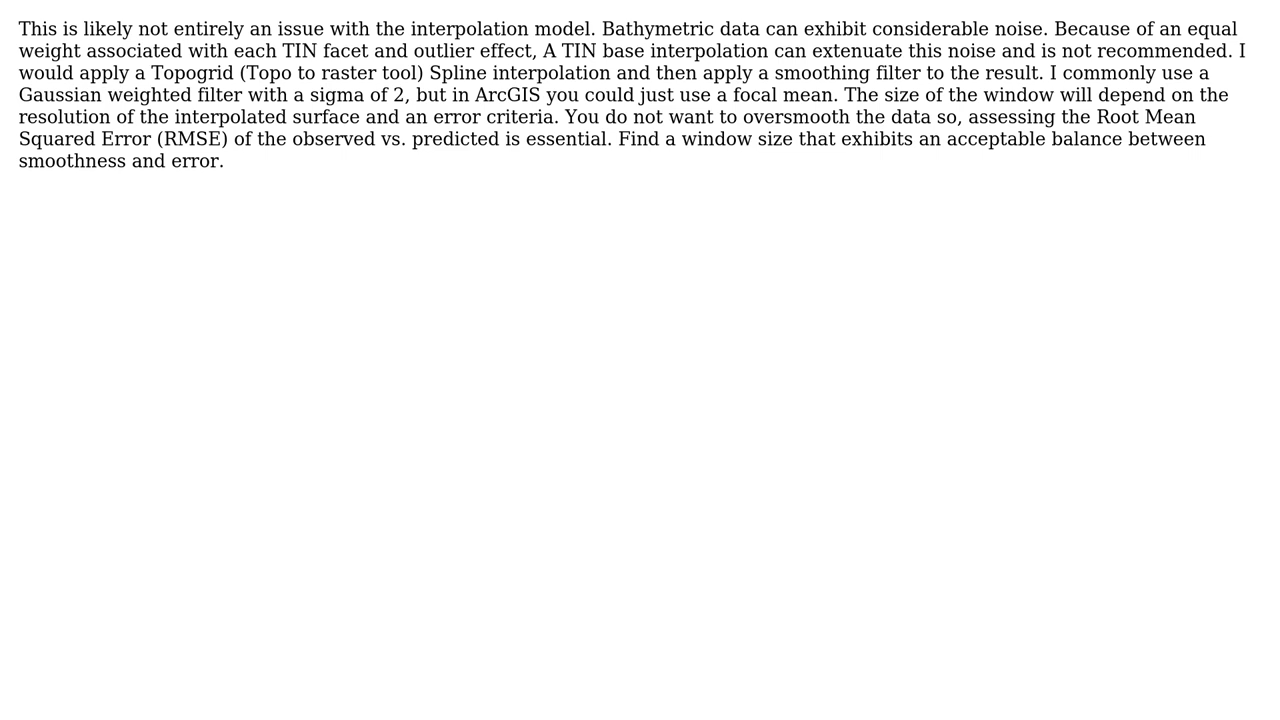 This is likely not entirely an issue with the interpolation model. Bathymetric data can exhibit considerable noise. Because of an equal
weight associated with each TIN facet and outlier effect, A TIN base interpolation can extenuate this noise and is not recommended. I
would apply a Topogrid (Topo to raster tool) Spline interpolation and then apply a smoothing filter to the result. I commonly use a
Gaussian weighted filter with a sigma of 2, but in ArcGIS you could just use a focal mean. The size of the window will depend on the
resolution of the interpolated surface and an error criteria. You do not want to oversmooth the data so, assessing the Root Mean
Squared Error (RMSE) of the observed vs. predicted is essential. Find a window size that exhibits an acceptable balance between
smoothness and error.